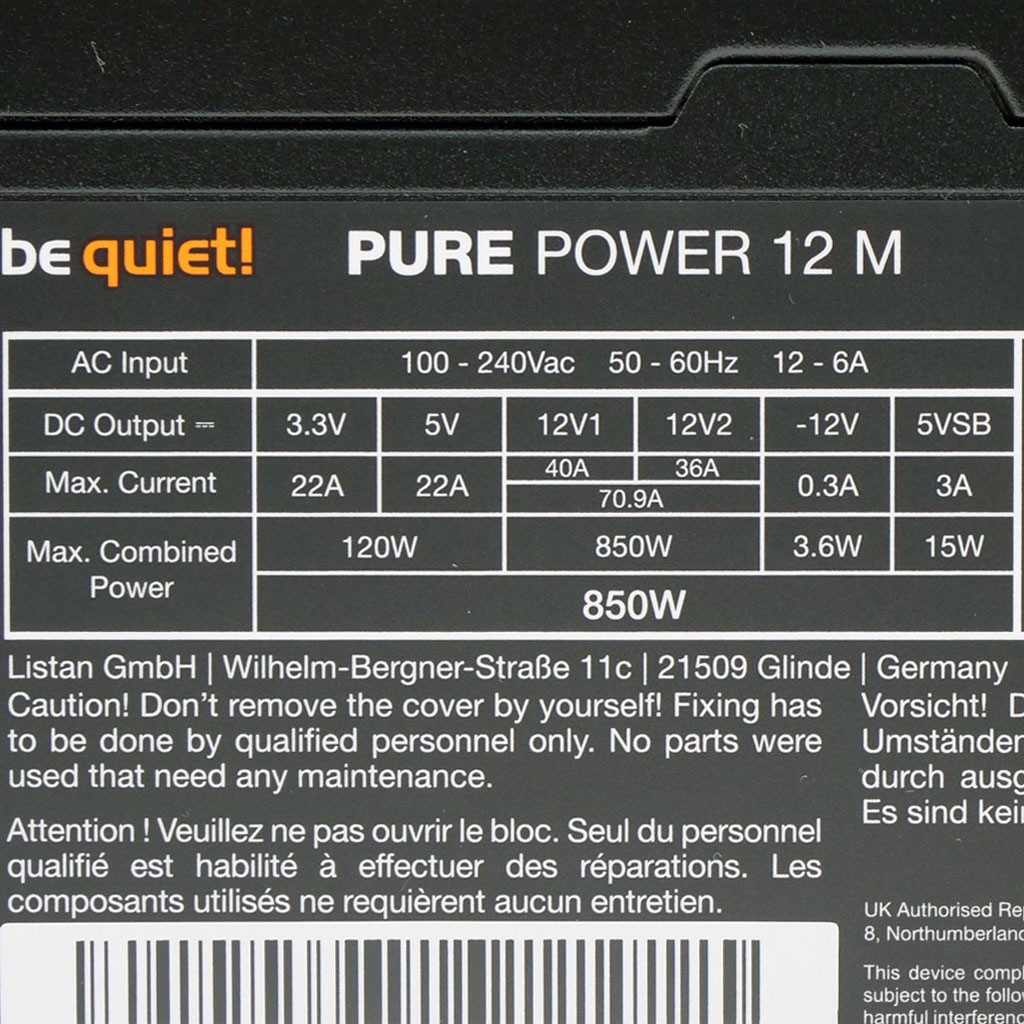 be quiet! PURE POWER 12 M
AC Input 100 - 240Vac 50 - 60Hz 12 - 6A
DC Output ⎓ 3.3V 5V 12V1 12V2 -12V 5VSB
Max. Current 22A 22A 40A 36A 0.3A 3A
70.9A
Max. Combined Power 120W 850W 3.6W 15W
850W
Listan GmbH | Wilhelm-Bergner-Straße 11c | 21509 Glinde | Germany
Caution! Don't remove the cover by yourself! Fixing has
to be done by qualified personnel only. No parts were
used that need any maintenance.
Attention ! Veuillez ne pas ouvrir le bloc. Seul du personnel
qualifié est habilité à effectuer des réparations. Les
composants utilisés ne requièrent aucun entretien.
Vorsicht!
Umständen
durch
Es sind
UK Authorised
8, Northumberland
This device
subject to the
harmful